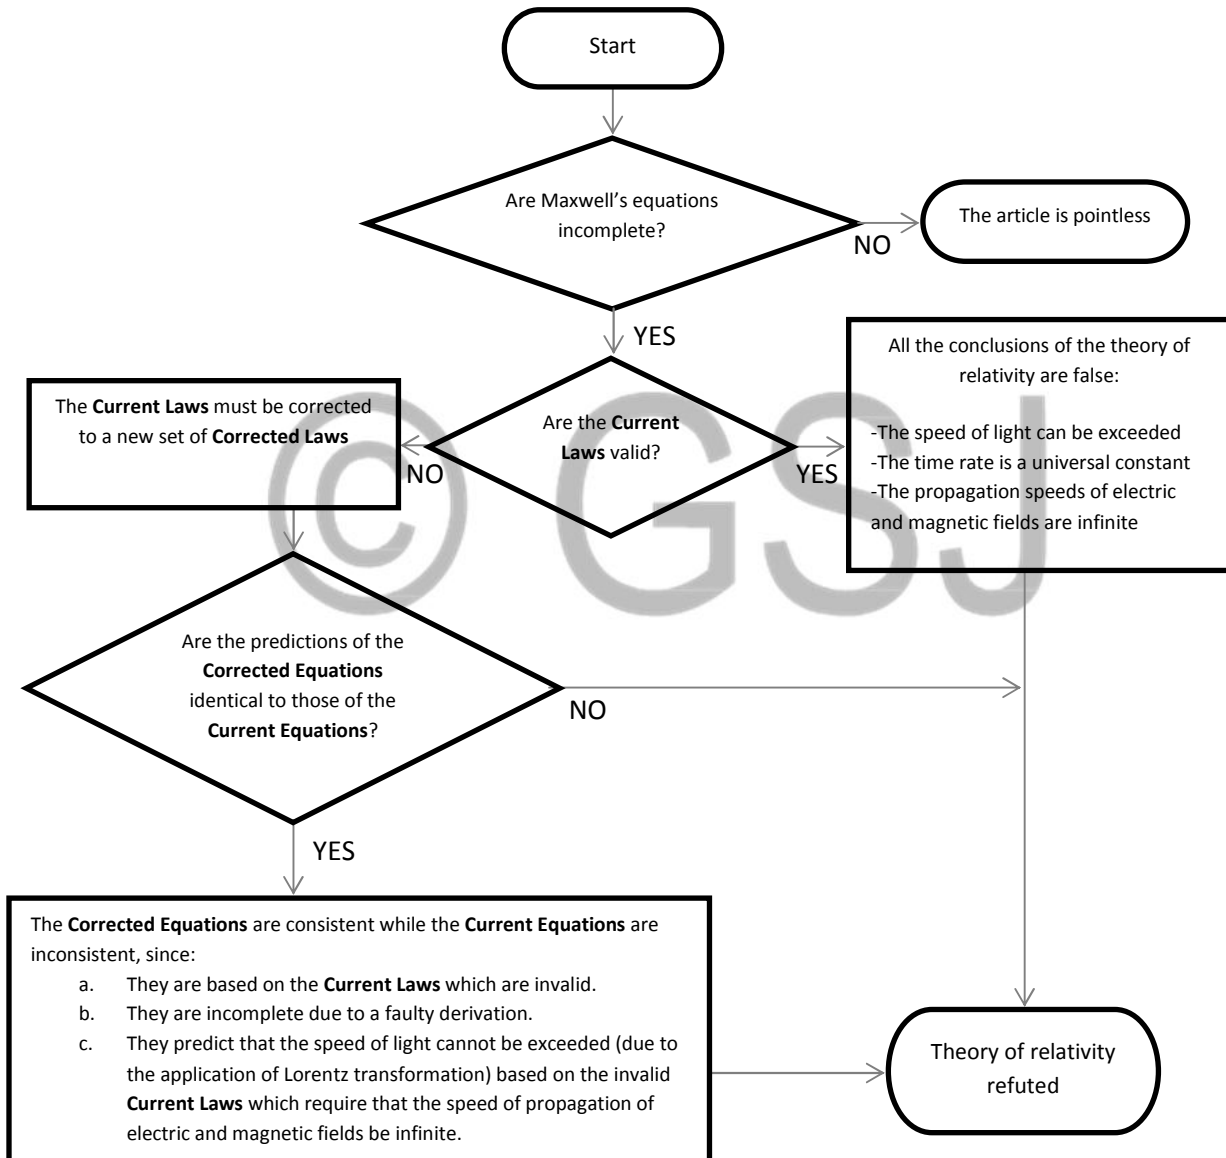 Start
Are Maxwell's equations
incomplete?
NO
The article is pointless
YES
All the conclusions of the theory of
relativity are false:
-The speed of light can be exceeded
-The time rate is a universal constant
-The propagation speeds of electric
and magnetic fields are infinite
The Current Laws must be corrected
to a new set of Corrected Laws
Are the Current
Laws valid?
NO
YES
© GSJ
Are the predictions of the
Corrected Equations
identical to those of the
Current Equations?
NO
YES
The Corrected Equations are consistent while the Current Equations are
inconsistent, since:
a. They are based on the Current Laws which are invalid.
b. They are incomplete due to a faulty derivation.
c. They predict that the speed of light cannot be exceeded (due to
the application of Lorentz transformation) based on the invalid
Current Laws which require that the speed of propagation of
electric and magnetic fields be infinite.
Theory of relativity
refuted